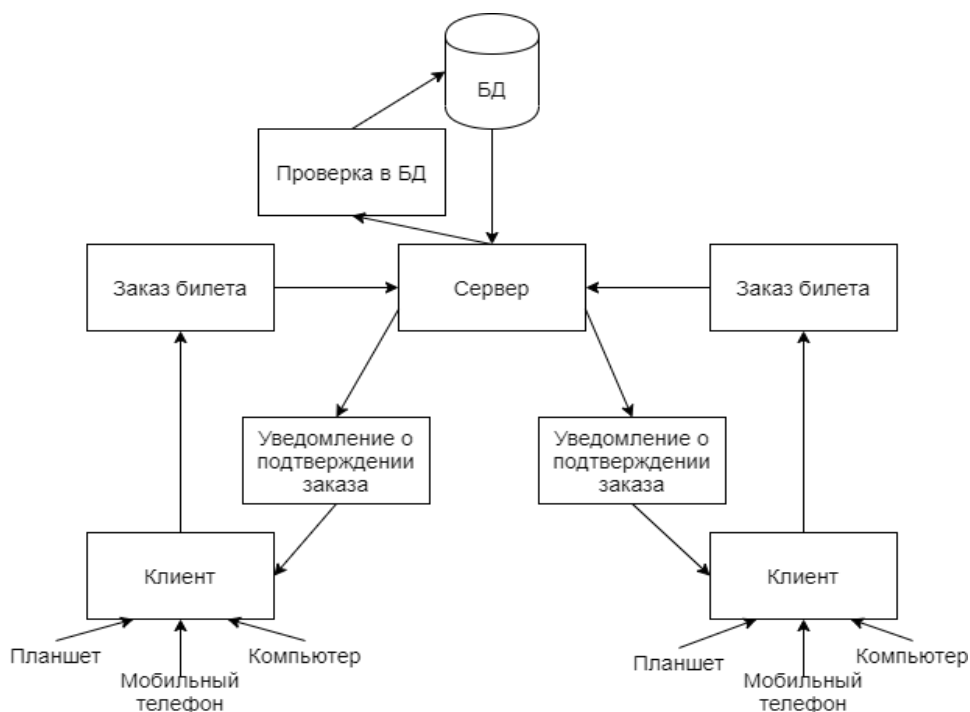 БД
Проверка в БД
Заказ билета
Сервер
Заказ билета
Уведомление о
подтверждении
заказа
Уведомление о
подтверждении
заказа
Клиент
Клиент
Планшет
Мобильный
телефон
Компьютер
Планшет
Мобильный
телефон
Компьютер